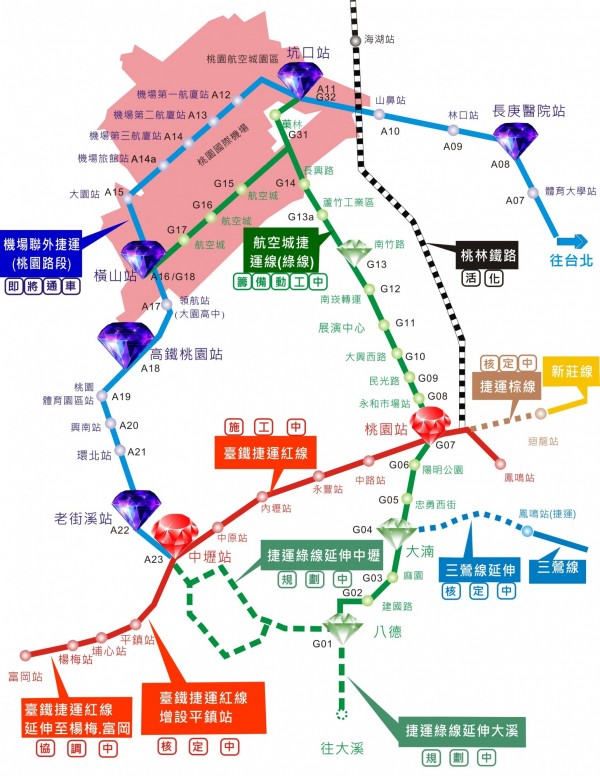 海湖站
坑口站
桃園航空城園區
A11
G32
機場第一航廈站 A12
機場第二航廈站 A13
機場第三航廈站 A14
機場旅館站 A14a
桃園國際機場
菓林
G31
山鼻站
A10
林口站
A09
長庚醫院站
A08
A07
體育大學站
往台北
大園站
A15
G15
航空城
G16
航空城
G17
航空城
G14
長興路
G13a
蘆竹工業區
機場聯外捷運
(桃園路段)
即將通車
橫山站
A16/G18
航空城捷
運線(綠線)
籌備動工中
南竹路
G13
桃林鐵路
活化
A17
領航站
(大園高中)
南崁轉運
G12
展演中心
G11
高鐵桃園站
A18
大興西路
G10
民光路
G09
永和市場站
G08
核定中
捷運棕線
新莊線
迴龍站
桃園
體育園區站
A19
興南站
A20
環北站
A21
施工中
臺鐵捷運紅線
桃園站
G07
鳳鳴站
中路站
永豐站
內壢站
中原站
G06
陽明公園
G05
忠勇西街
老街溪站
A22
A23
中壢站
G04
大湳
鳳鳴站(捷運)
三鶯線延伸
核定中
三鶯線
捷運綠線延伸中壢
規劃中
G03
麻園
G02
建國路
G01
八德
平鎮站
埔心站
楊梅站
富岡站
臺鐵捷運紅線
延伸至楊梅.富岡
協調中
臺鐵捷運紅線
增設平鎮站
核定中
捷運綠線延伸大溪
規劃中
往大溪